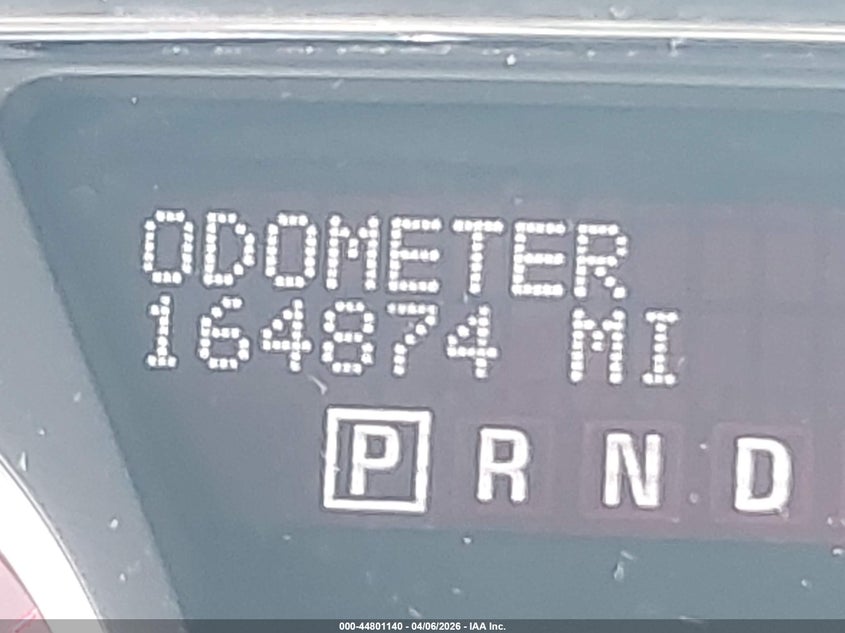 ODOMETER
164874 MI
P R N D
000-44801140 - 04/06/2026 - IAA Inc.